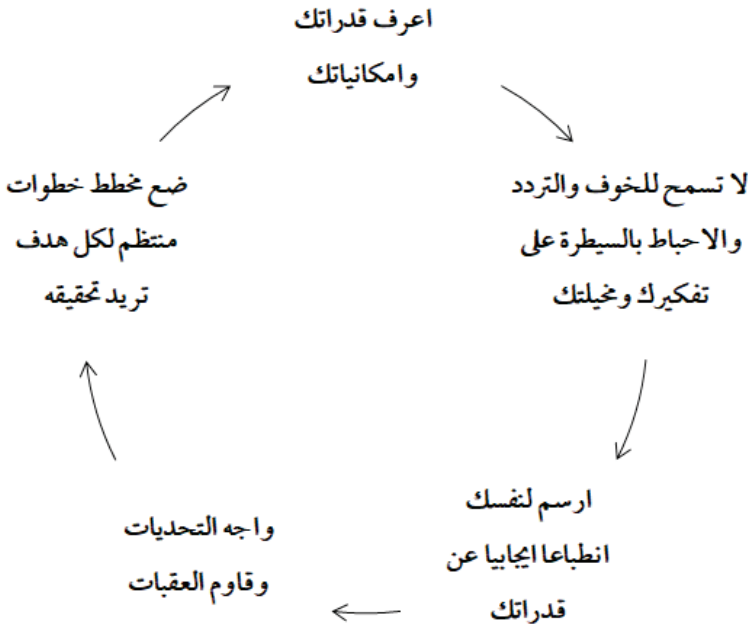 اعرف قدراتك
وامكانياتك
لا تسمح للخوف والتردد
والاحباط بالسيطرة على
تفكيرك ومخيلتك
ارسم لنفسك
انطباعا ايجابيا عن
قدراتك
واجه التحديات
وقاوم العقبات
ضع مخطط خطوات
منتظم لكل هدف
تريد تحقيقه